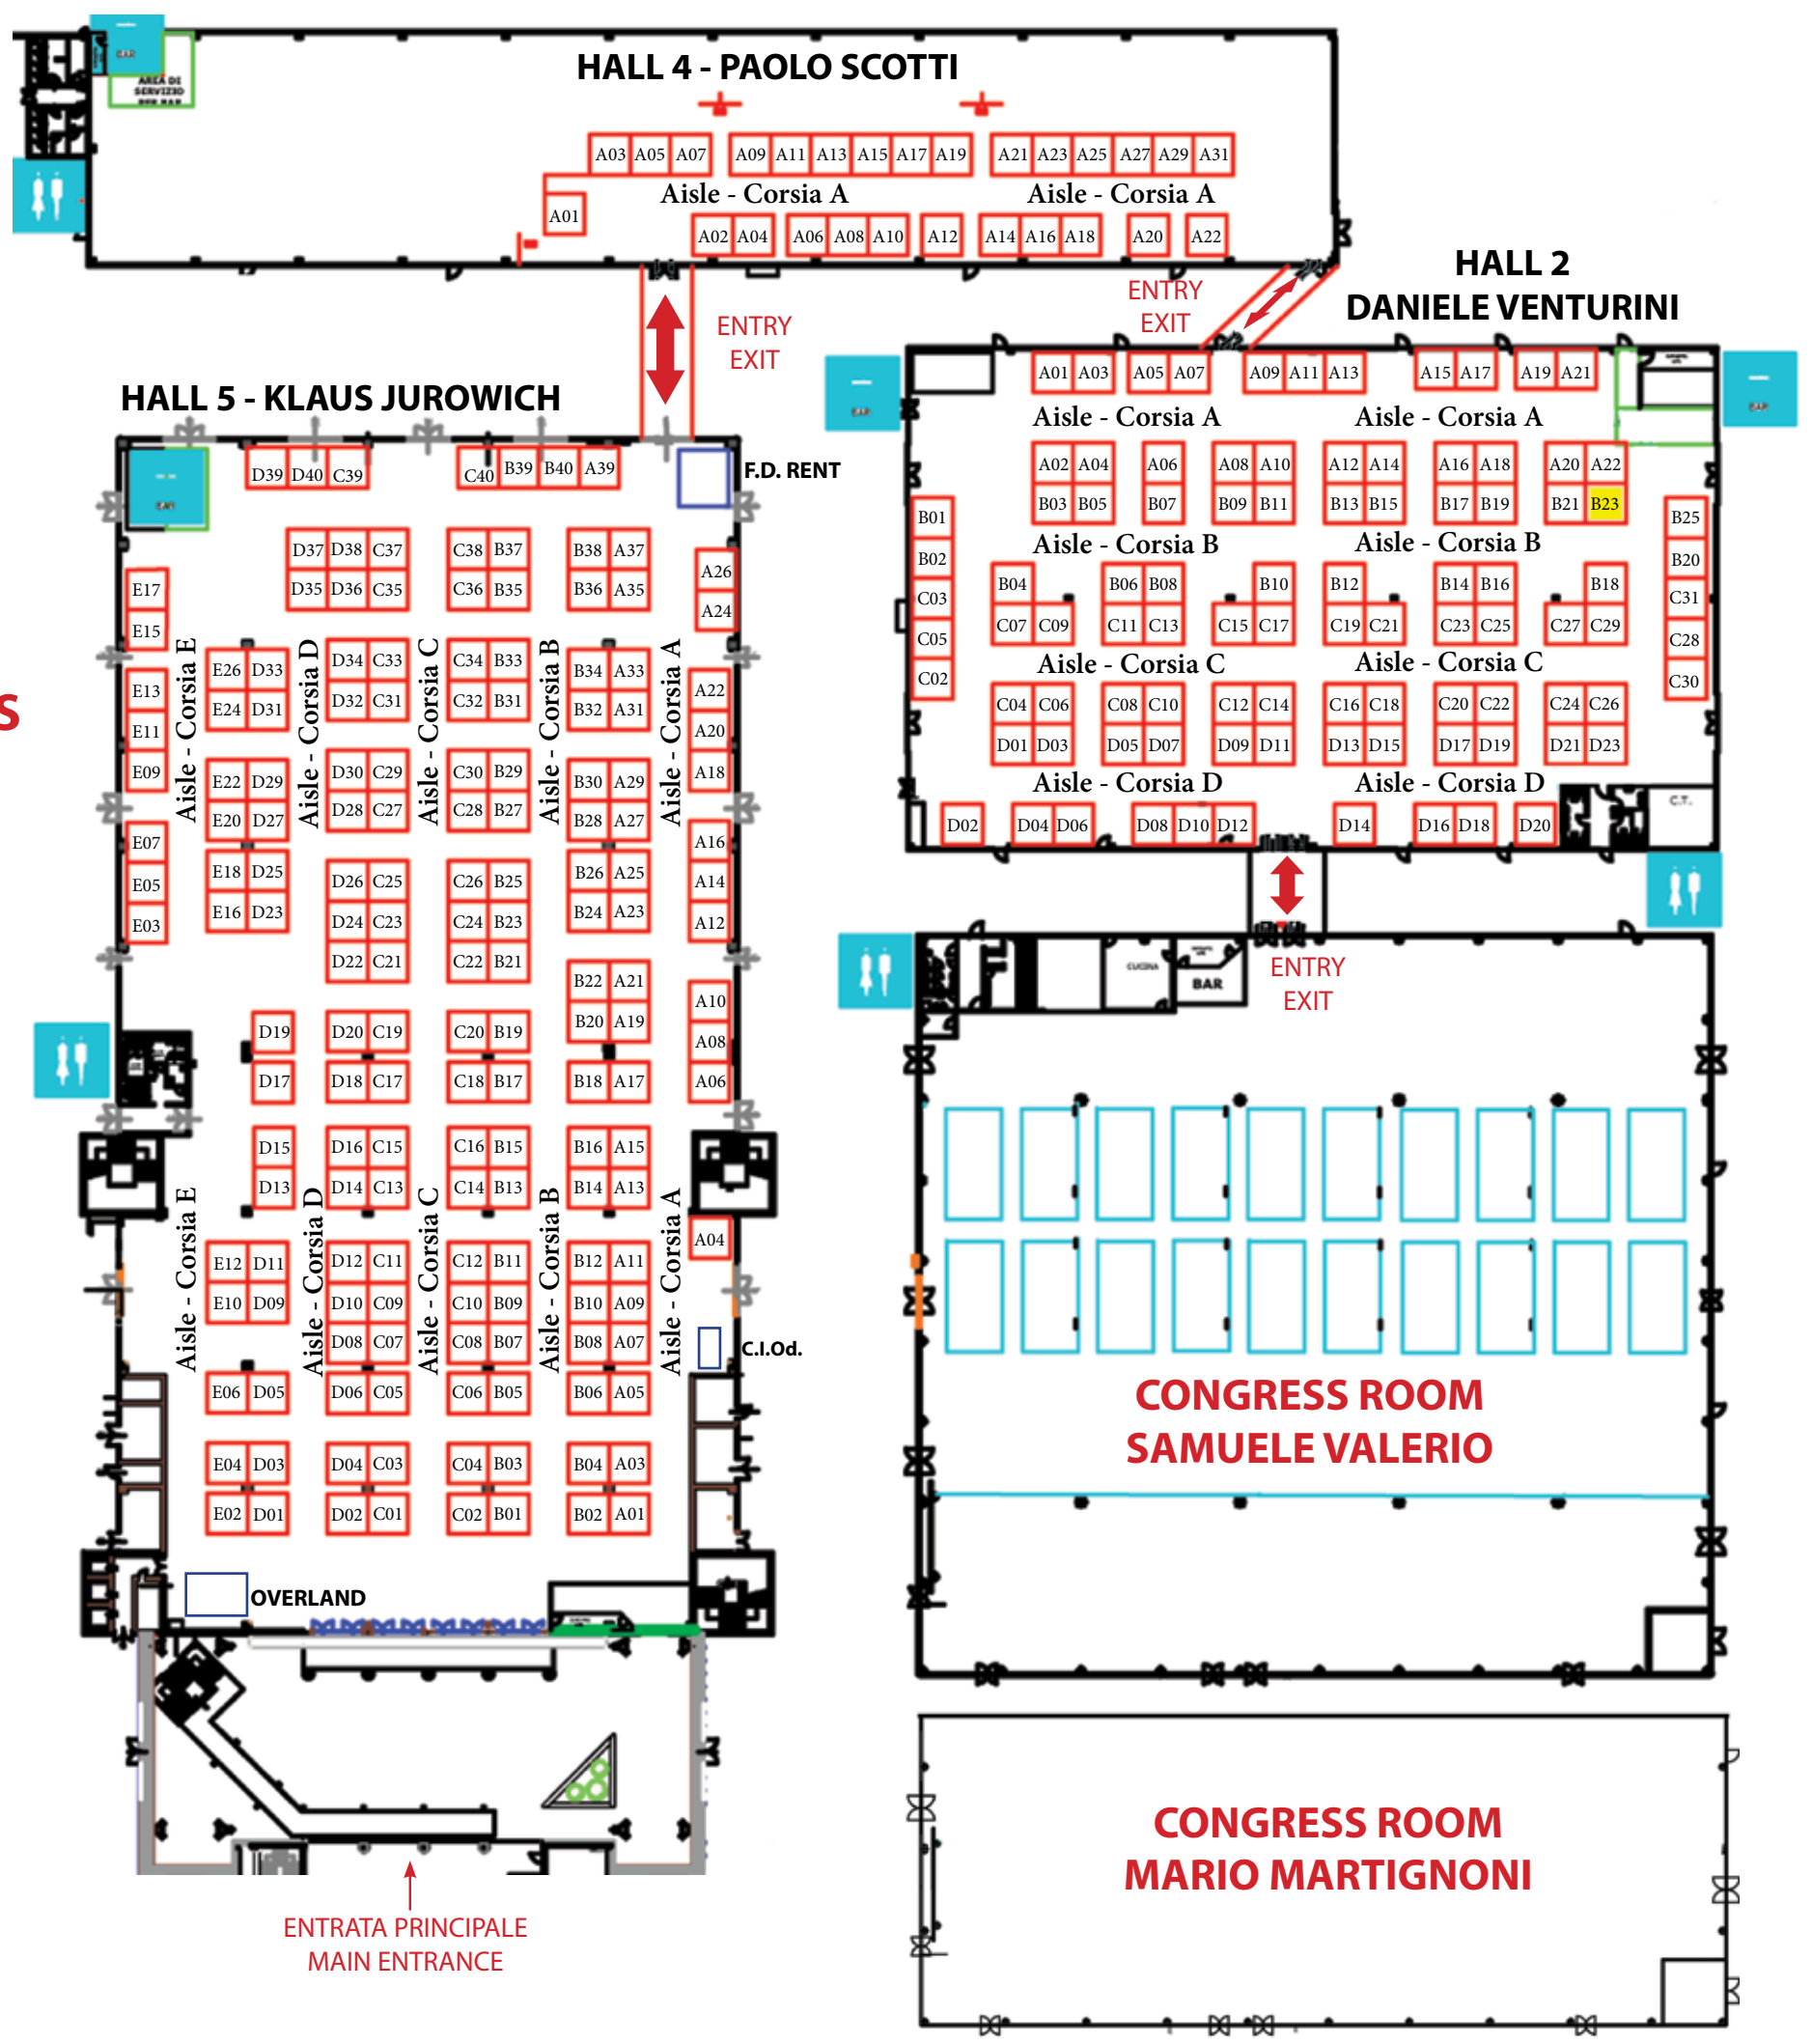 BAR
AREA DI
SERVIZIO
PER BAR
HALL 4 - PAOLO SCOTTI
A03 A05 A07 A09 A11 A13 A15 A17 A19 A21 A23 A25 A27 A29 A31
Aisle - Corsia A Aisle - Corsia A
A01
A02 A04 A06 A08 A10 A12 A14 A16 A18 A20 A22
ENTRY
EXIT
ENTRY
EXIT
HALL 2
DANIELE VENTURINI
BAR
BAR
A01 A03 A05 A07 A09 A11 A13 A15 A17 A19 A21
Aisle - Corsia A Aisle - Corsia A
A02 A04 A06 A08 A10 A12 A14 A16 A18 A20 A22
B03 B05 B07 B09 B11 B13 B15 B17 B19 B21 B23
B01 B25
Aisle - Corsia B Aisle - Corsia B
B02 B20
B04 B06 B08 B10 B12 B14 B16 B18
C03 C31
C07 C09 C11 C13 C15 C17 C19 C21 C23 C25 C27 C29
C05 C28
Aisle - Corsia C Aisle - Corsia C
C02 C30
C04 C06 C08 C10 C12 C14 C16 C18 C20 C22 C24 C26
D01 D03 D05 D07 D09 D11 D13 D15 D17 D19 D21 D23
Aisle - Corsia D Aisle - Corsia D
C.T.
D02 D04 D06 D08 D10 D12 D14 D16 D18 D20
HALL 5 - KLAUS JUROWICH
F.D. RENT
BAR
D39 D40 C39 C40 B39 B40 A39
D37 D38 C37 C38 B37 B38 A37
D35 D36 C35 C36 B35 B36 A35
A26
A24
E17
E15
S
Aisle - Corsia E Aisle - Corsia D Aisle - Corsia C Aisle - Corsia B Aisle - Corsia A
E26 D33 D34 C33 C34 B33 B34 A33
E24 D31 D32 C31 C32 B31 B32 A31
E13 A22
E11 A20
E09 A18
E22 D29 D30 C29 C30 B29 B30 A29
E20 D27 D28 C27 C28 B27 B28 A27
E07 A16
E05 A14
E03 A12
E18 D25 D26 C25 C26 B25 B26 A25
E16 D23 D24 C23 C24 B23 B24 A23
D22 C21 C22 B21 B22 A21
B20 A19
A10
A08
A06
D19 D20 C19 C20 B19
D17 D18 C17 C18 B17 B18 A17
D15 D16 C15 C16 B15 B16 A15
D13 D14 C13 C14 B13 B14 A13
Aisle - Corsia E Aisle - Corsia D Aisle - Corsia C Aisle - Corsia B Aisle - Corsia A
A04
E12 D11 D12 C11 C12 B11 B12 A11
E10 D09 D10 C09 C10 B09 B10 A09
D08 C07 C08 B07 B08 A07
C.I.Od.
E06 D05 D06 C05 C06 B05 B06 A05
E04 D03 D04 C03 C04 B03 B04 A03
E02 D01 D02 C01 C02 B01 B02 A01
OVERLAND
ENTRATA PRINCIPALE
MAIN ENTRANCE
CUCINA
BAR
ENTRY
EXIT
CONGRESS ROOM
SAMUELE VALERIO
CONGRESS ROOM
MARIO MARTIGNONI